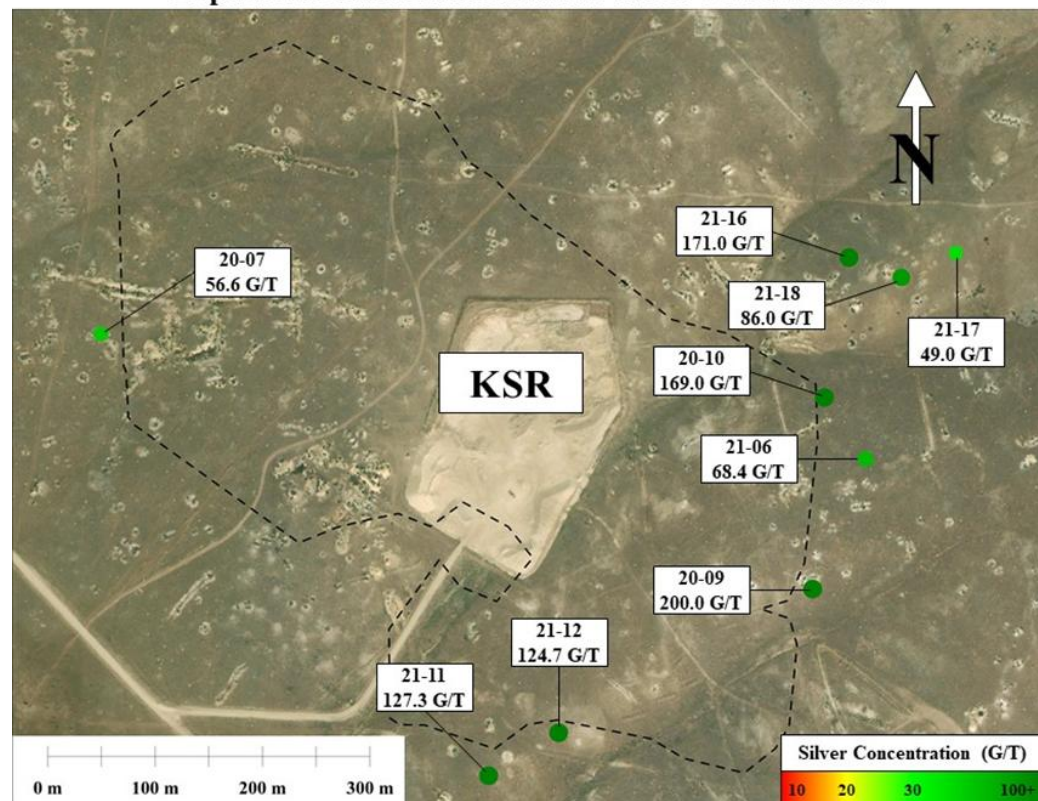 N
21-16
171.0 G/T
20-07
56.6 G/T
21-18
86.0 G/T
21-17
49.0 G/T
20-10
169.0 G/T
KSR
21-06
68.4 G/T
20-09
200.0 G/T
21-12
124.7 G/T
21-11
127.3 G/T
Silver Concentration (G/T)
10 20 30 100+
0 m 100 m 200 m 300 m